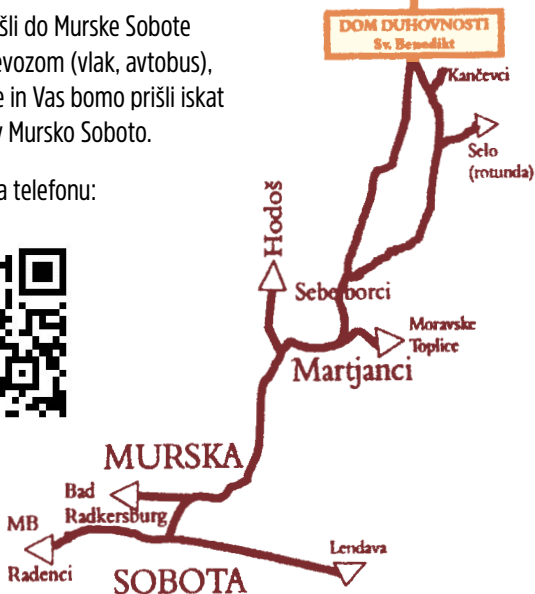 šli do Murske Sobote
evozom (vlak, avtobus),
e in Vas bomo prišli iskat
v Mursko Soboto.
a telefonu:
DOM DUHOVNOSTI
Sv. Benedikt
Kančevci
Selo
(rotunda)
Hodoš
Sebeborci
Moravske
Toplice
Martjanci
MURSKA
Bad
Radkersburg
MB
Radenci
Lendava
SOBOTA